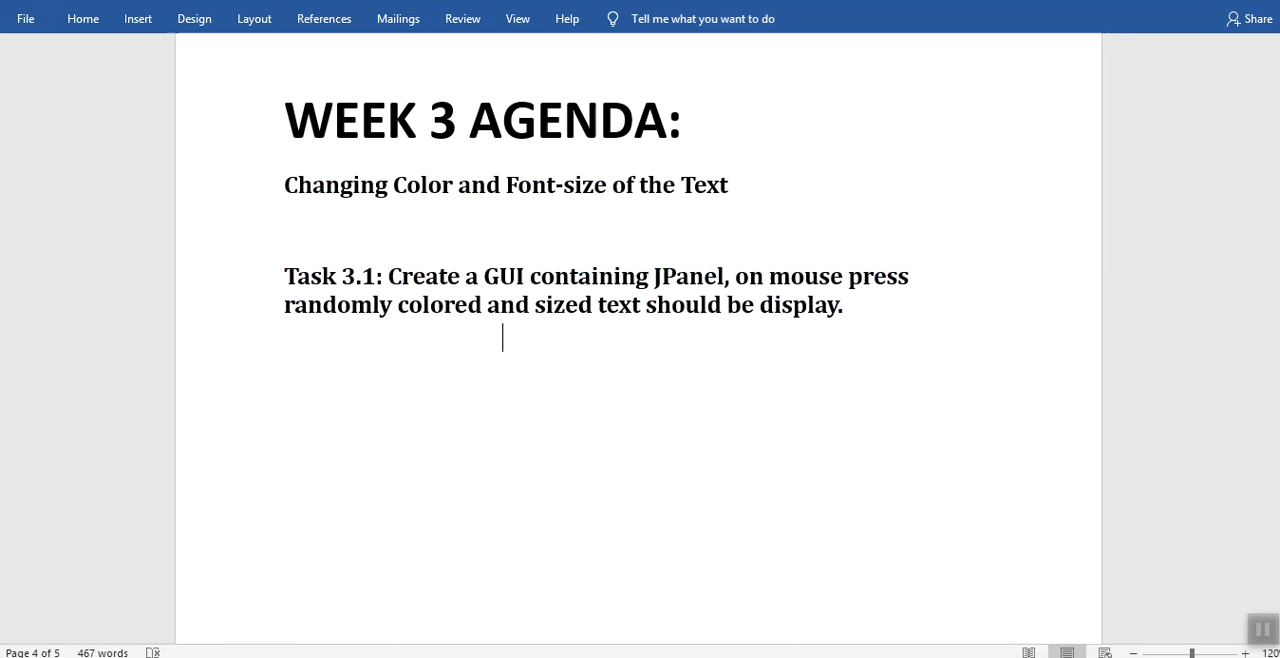 File Home Insert Design Layout References Mailings Review View Help Tell me what you want to do Share
WEEK 3 AGENDA:
Changing Color and Font-size of the Text
Task 3.1: Create a GUI containing JPanel, on mouse press
randomly colored and sized text should be display.
Page 4 of 5 467 words − + 120